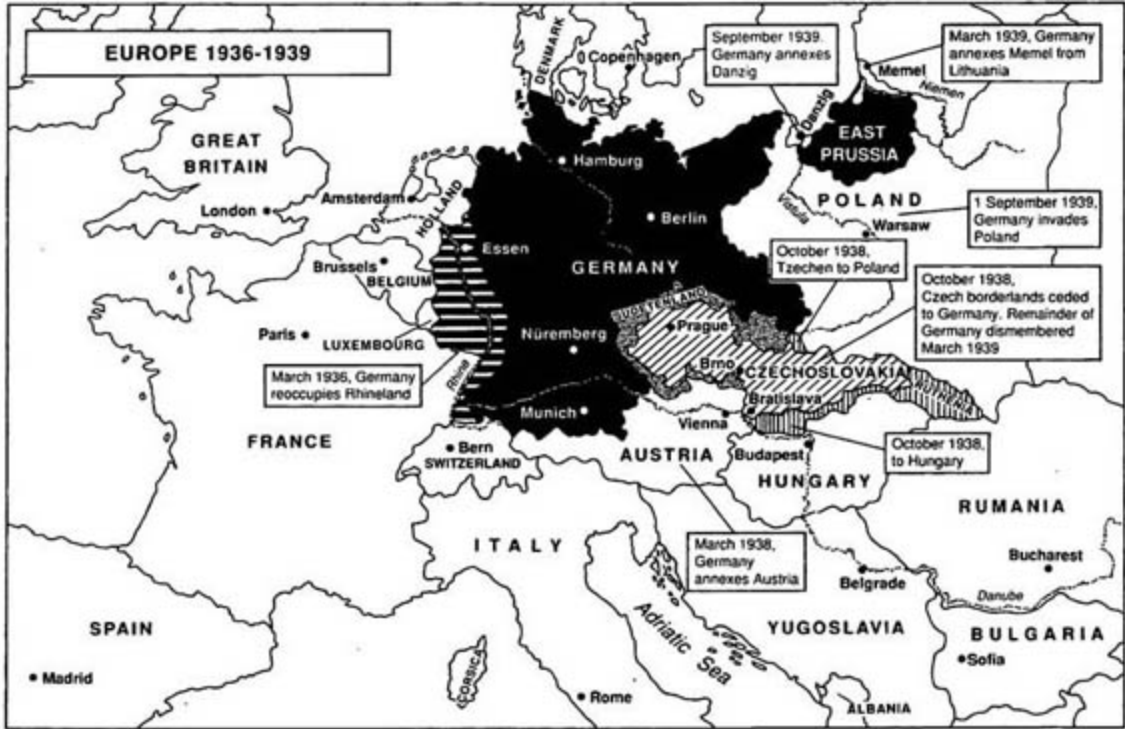 EUROPE 1936-1939
DENMARK
Copenhagen
September 1939.
Germany annexes
Danzig
March 1939, Germany
annexes Memel from
Lithuania
Memel
Niemen
Danzig
EAST
PRUSSIA
GREAT
BRITAIN
London
Amsterdam
HOLLAND
Hamburg
Berlin
POLAND
Vistula
Warsaw
1 September 1939,
Germany invades
Poland
Essen
Brussels
BELGIUM
GERMANY
October 1938,
Tzechen to Poland
October 1938,
Czech borderlands ceded
to Germany. Remainder of
Germany dismembered
March 1939
SUDETENLAND
Prague
Paris
LUXEMBOURG
Nüremberg
Brno
CZECHOSLOVAKIA
RUTHENIA
March 1936, Germany
reoccupies Rhineland
Rhine
Munich
Vienna
Bratislava
FRANCE
Bern
SWITZERLAND
AUSTRIA
Budapest
HUNGARY
October 1938,
to Hungary
RUMANIA
ITALY
March 1938,
Germany
annexes Austria
Bucharest
Belgrade
Danube
SPAIN
Madrid
CORSICA
Rome
Adriatic Sea
YUGOSLAVIA
BULGARIA
Sofia
ALBANIA